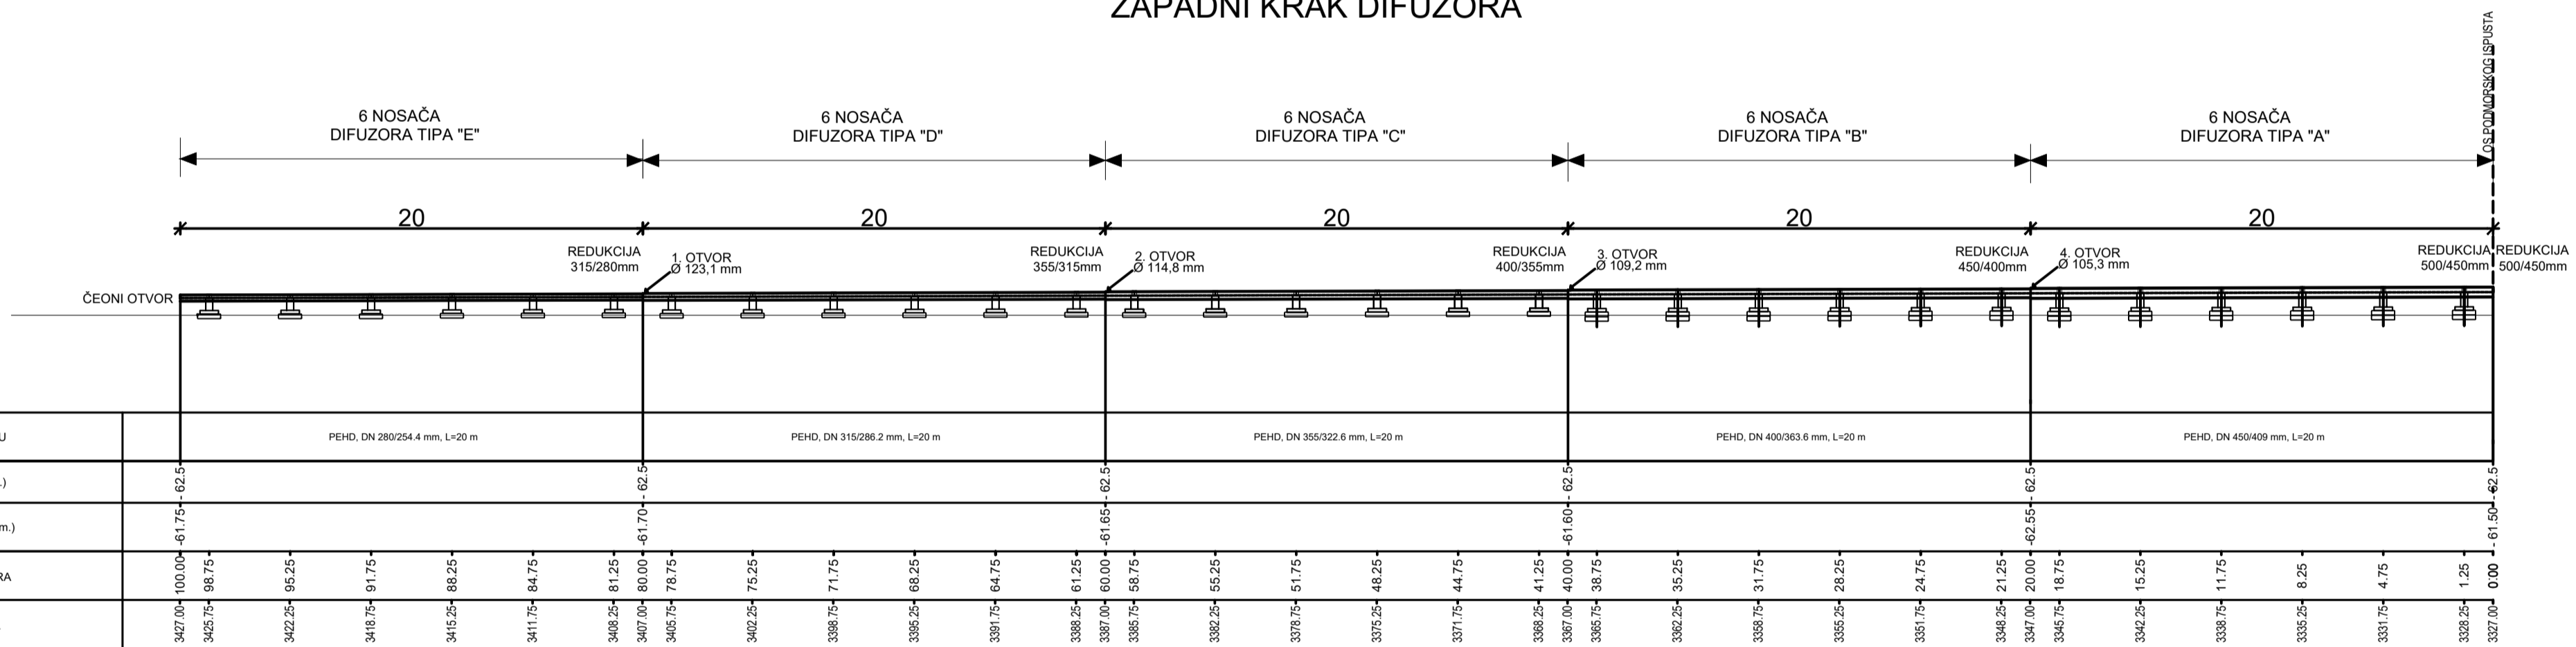 ZAPADNI KRAK DIFUZORA
OS PODMORSKOG ISPUSTA
6 NOSAČA
DIFUZORA TIPA "E"
6 NOSAČA
DIFUZORA TIPA "D"
6 NOSAČA
DIFUZORA TIPA "C"
6 NOSAČA
DIFUZORA TIPA "B"
6 NOSAČA
DIFUZORA TIPA "A"
20
20
20
20
20
REDUKCIJA
315/280mm
1. OTVOR
Ø 123,1 mm
REDUKCIJA
355/315mm
2. OTVOR
Ø 114,8 mm
REDUKCIJA
400/355mm
3. OTVOR
Ø 109,2 mm
REDUKCIJA
450/400mm
4. OTVOR
Ø 105,3 mm
REDUKCIJA
500/450mm
REDUKCIJA
500/450mm
ČEONI OTVOR
U
PEHD, DN 280/254.4 mm, L=20 m
PEHD, DN 315/286.2 mm, L=20 m
PEHD, DN 355/322.6 mm, L=20 m
PEHD, DN 400/363.6 mm, L=20 m
PEHD, DN 450/409 mm, L=20 m
.)
- 62.5
- 62.5
- 62.5
- 62.5
- 62.5
- 62.5
m.)
-61.75
-61.70
-61.65
-61.60
-62.55
- 61.50
RA
100.00
98.75
95.25
91.75
88.25
84.75
81.25
80.00
78.75
75.25
71.75
68.25
64.75
61.25
60.00
58.75
55.25
51.75
48.25
44.75
41.25
40.00
38.75
35.25
31.75
28.25
24.75
21.25
20.00
18.75
15.25
11.75
8.25
4.75
1.25
0.00
3427.00
3425.75
3422.25
3418.75
3415.25
3411.75
3408.25
3407.00
3405.75
3402.25
3398.75
3395.25
3391.75
3388.25
3387.00
3385.75
3382.25
3378.75
3375.25
3371.75
3368.25
3367.00
3365.75
3362.25
3358.75
3355.25
3351.75
3348.25
3347.00
3345.75
3342.25
3338.75
3335.25
3331.75
3328.25
3327.00